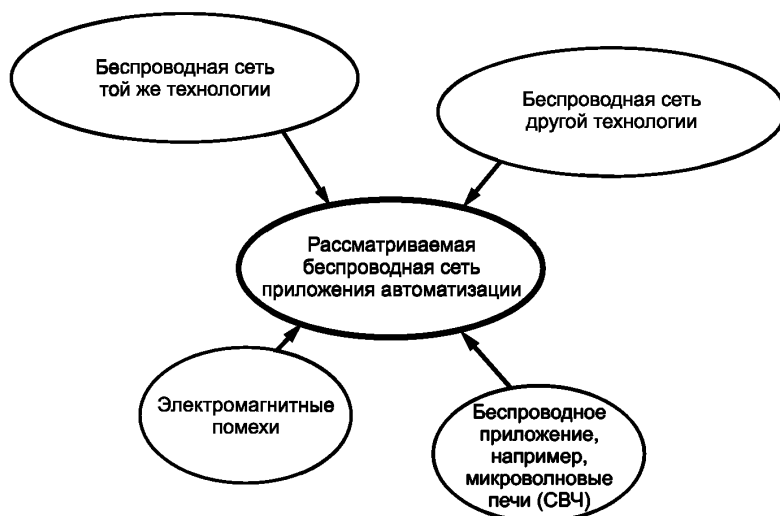 Беспроводная сеть
той же технологии
Беспроводная сеть
другой технологии
Рассматриваемая
беспроводная сеть
приложения автоматизации
Электромагнитные
помехи
Беспроводное
приложение,
например,
микроволновые
печи (СВЧ)